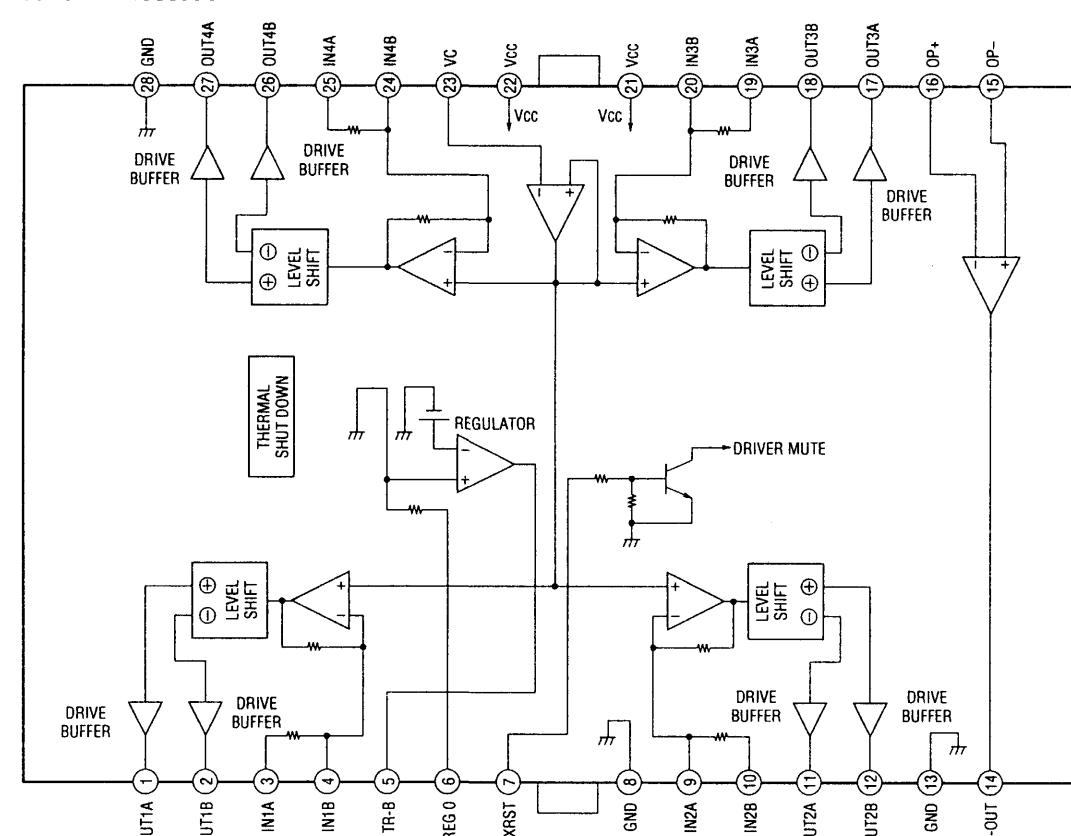 GND
OUT4A
OUT4B
IN4A
IN4B
VC
Vcc
Vcc
IN3B
IN3A
OUT3B
OUT3A
OP+
OP-
28
27
26
25
24
23
22
21
20
19
18
17
16
15
Vcc
Vcc
DRIVE
BUFFER
DRIVE
BUFFER
DRIVE
BUFFER
DRIVE
BUFFER
- +
LEVEL
SHIFT
- +
- +
- +
LEVEL
SHIFT
- +
- +
THERMAL
SHUT DOWN
REGULATOR
- +
DRIVER MUTE
LEVEL
SHIFT
+ -
+ -
+ -
LEVEL
SHIFT
+ -
DRIVE
BUFFER
DRIVE
BUFFER
DRIVE
BUFFER
DRIVE
BUFFER
1
2
3
4
5
6
7
8
9
10
11
12
13
14
UT1A
UT1B
IN1A
IN1B
TR-B
REG 0
XRST
GND
IN2A
IN2B
UT2A
UT2B
GND
-OUT